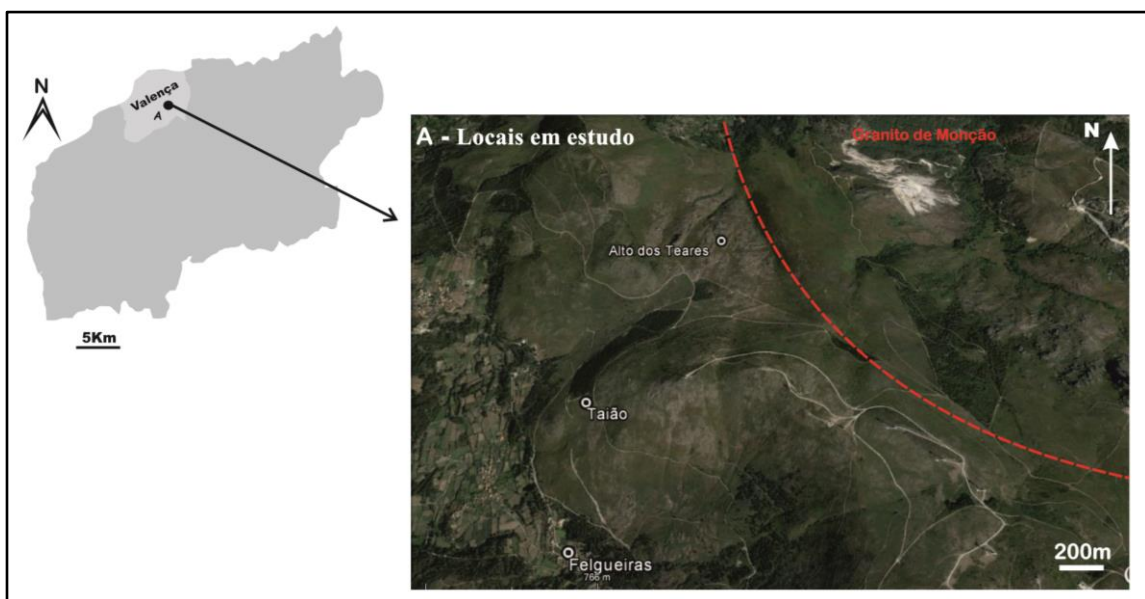 N
Valença
A
5Km
A - Locais em estudo
Granito de Monção
N
Alto dos Teares
Taião
Felgueiras
766 m
200m